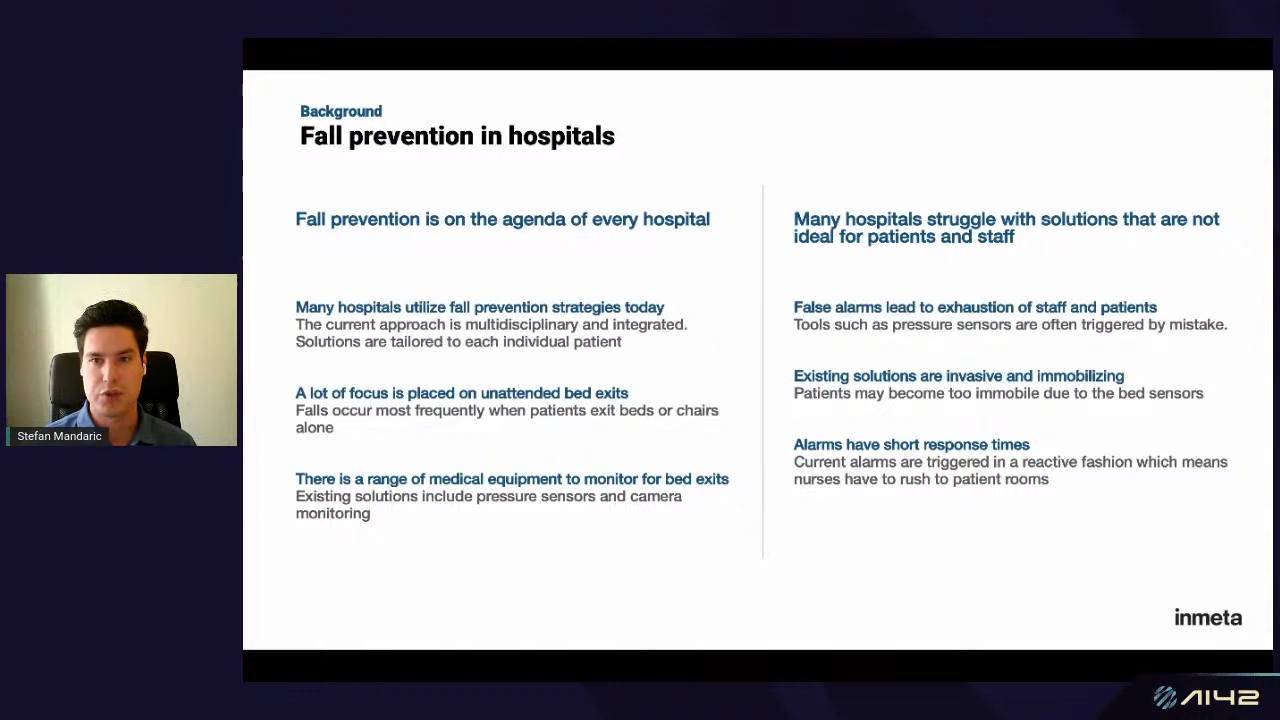 Background
Fall prevention in hospitals
Fall prevention is on the agenda of every hospital
Many hospitals utilize fall prevention strategies today
The current approach is multidisciplinary and integrated.
Solutions are tailored to each individual patient
A lot of focus is placed on unattended bed exits
Falls occur most frequently when patients exit beds or chairs
alone
There is a range of medical equipment to monitor for bed exits
Existing solutions include pressure sensors and camera
monitoring
Many hospitals struggle with solutions that are not
ideal for patients and staff
False alarms lead to exhaustion of staff and patients
Tools such as pressure sensors are often triggered by mistake.
Existing solutions are invasive and immobilizing
Patients may become too immobile due to the bed sensors
Alarms have short response times
Current alarms are triggered in a reactive fashion which means
nurses have to rush to patient rooms
inmeta
Stefan Mandaric
AI42